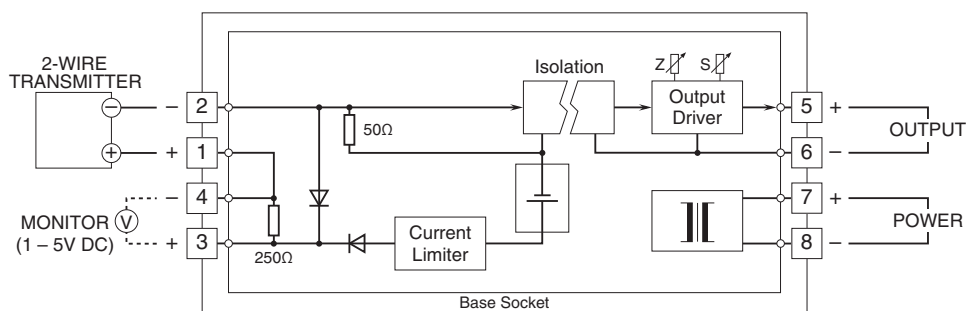 2-WIRE
TRANSMITTER
Isolation
Z
S
− − 2
50Ω
Output
Driver
5 +
OUTPUT
+ + 1
6 −
− 4
7 +
MONITOR
(1 – 5V DC)
V
POWER
+ 3
250Ω
Current
Limiter
8 −
Base Socket